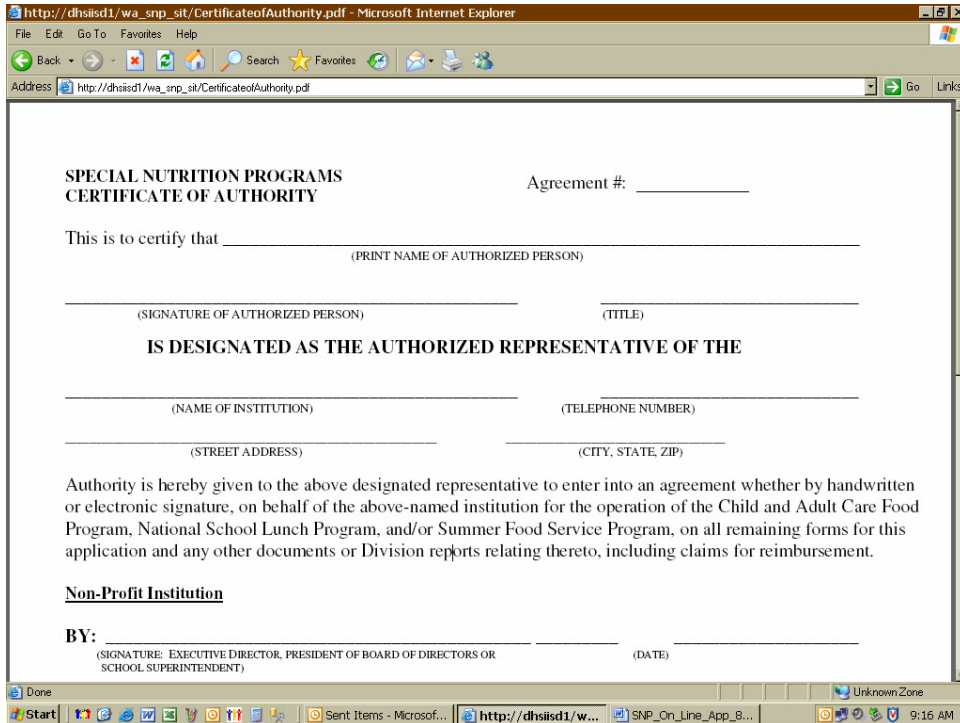 http://dhsiisd1/wa_snp_sit/CertificateofAuthority.pdf - Microsoft Internet Explorer
File Edit Go To Favorites Help
Back Search Favorites
Address http://dhsiisd1/wa_snp_sit/CertificateofAuthority.pdf Go Links
SPECIAL NUTRITION PROGRAMS
CERTIFICATE OF AUTHORITY
Agreement #: ____________
This is to certify that ____________
(PRINT NAME OF AUTHORIZED PERSON)
(SIGNATURE OF AUTHORIZED PERSON) (TITLE)
IS DESIGNATED AS THE AUTHORIZED REPRESENTATIVE OF THE
(NAME OF INSTITUTION) (TELEPHONE NUMBER)
(STREET ADDRESS) (CITY, STATE, ZIP)
Authority is hereby given to the above designated representative to enter into an agreement whether by handwritten
or electronic signature, on behalf of the above-named institution for the operation of the Child and Adult Care Food
Program, National School Lunch Program, and/or Summer Food Service Program, on all remaining forms for this
application and any other documents or Division reports relating thereto, including claims for reimbursement.
Non-Profit Institution
BY: ____________
(SIGNATURE: EXECUTIVE DIRECTOR, PRESIDENT OF BOARD OF DIRECTORS OR (DATE)
SCHOOL SUPERINTENDENT)
Done Unknown Zone
Start Sent Items - Microsof... http://dhsiisd1/w... SNP_On_Line_App_8... 9:16 AM